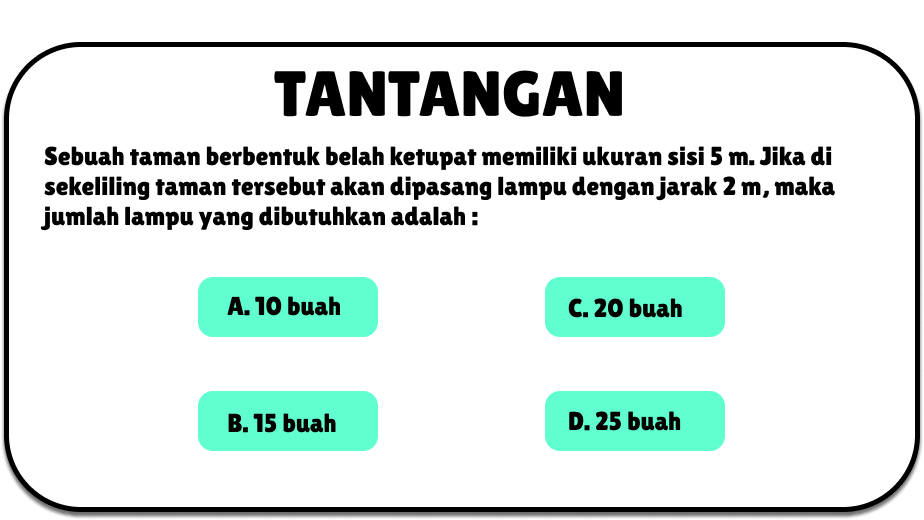 TANTANGAN
Sebuah taman berbentuk belah ketupat memiliki ukuran sisi 5 m. Jika di
sekeliling taman tersebut akan dipasang lampu dengan jarak 2 m, maka
jumlah lampu yang dibutuhkan adalah :
A. 10 buah
C. 20 buah
B. 15 buah
D. 25 buah